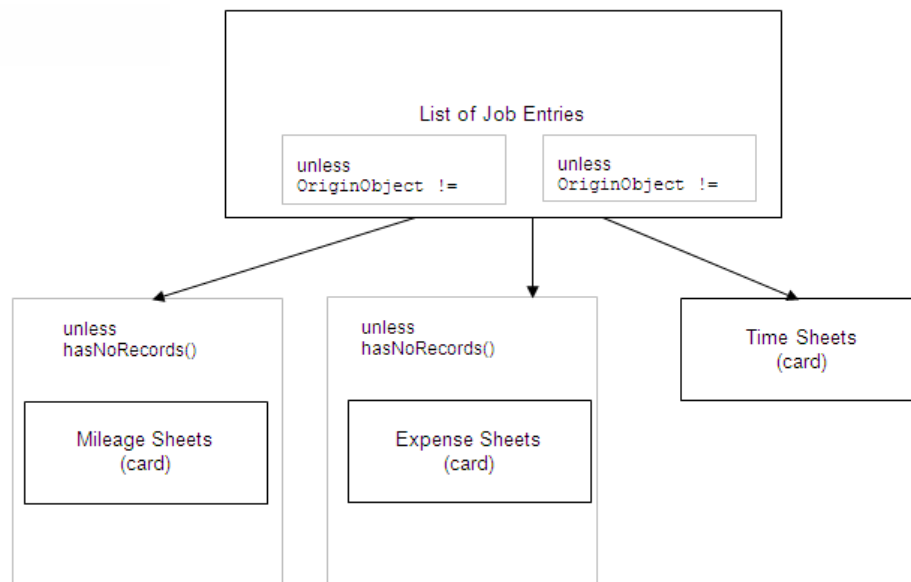 List of Job Entries
unless
OriginObject !=
unless
OriginObject !=
unless
hasNoRecords()
Mileage Sheets
(card)
unless
hasNoRecords()
Expense Sheets
(card)
Time Sheets
(card)